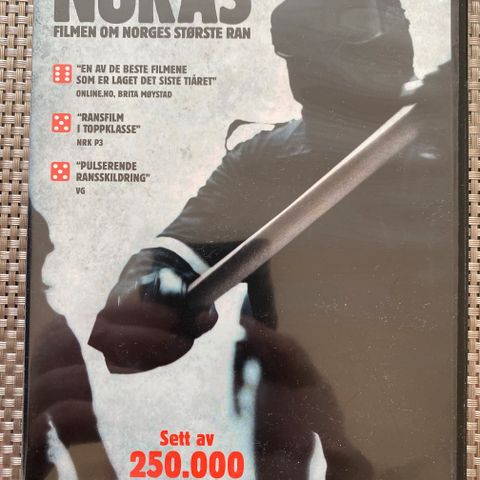 NOKAS
FILMEN OM NORGES STØRSTE RAN
"EN AV DE BESTE FILMENE
SOM ER LAGET DET SISTE TIÅRET"
ONLINE.NO, BRITA MØYSTAD
"RANSFILM
I TOPPKLASSE"
NRK P3
"PULSERENDE
RANSSKILDRING"
VG
Sett av
250.000